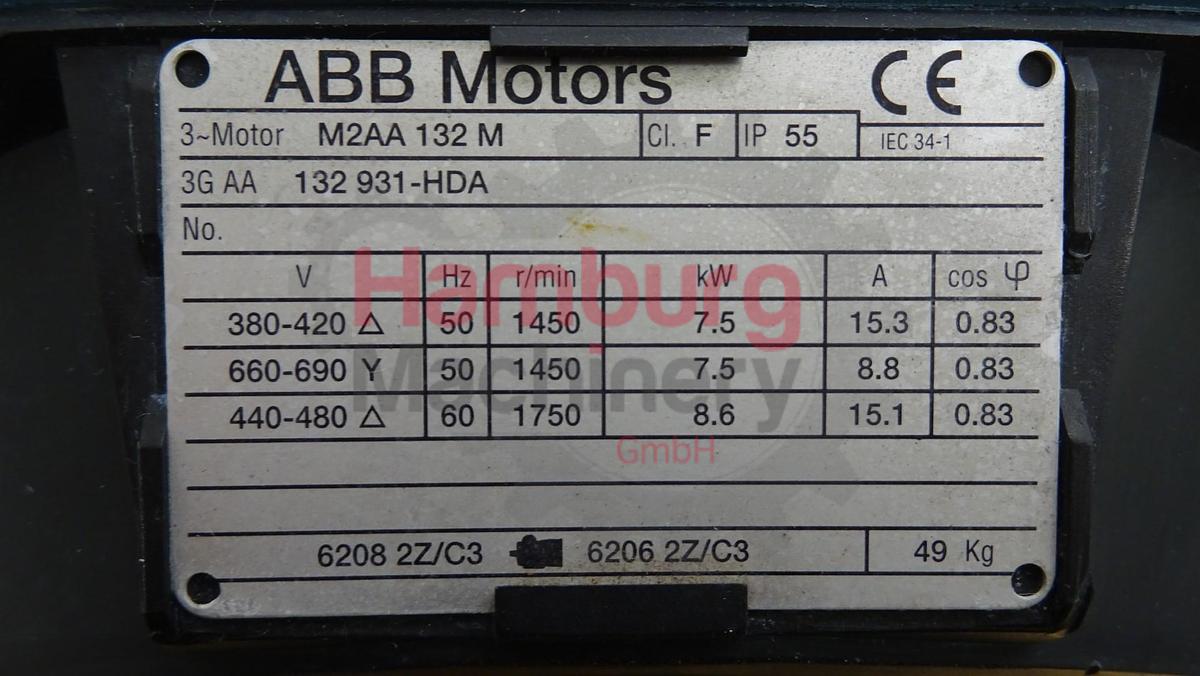 ABB Motors CE
3~Motor M2AA 132 M Cl. F IP 55 IEC 34-1
3G AA 132 931-HDA
No.
V Hz r/min kW A cos φ
380-420 Δ 50 1450 7.5 15.3 0.83
660-690 Y 50 1450 7.5 8.8 0.83
440-480 Δ 60 1750 8.6 15.1 0.83
6208 2Z/C3 6206 2Z/C3 49 Kg
Hamburg
Machinery
GmbH